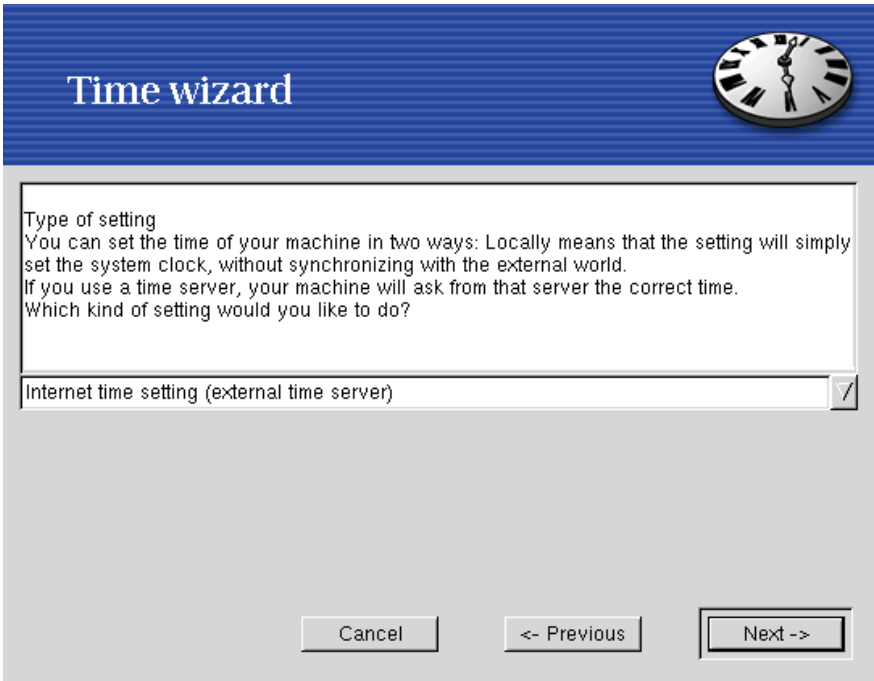 Time wizard
Type of setting
You can set the time of your machine in two ways: Locally means that the setting will simply
set the system clock, without synchronizing with the external world.
If you use a time server, your machine will ask from that server the correct time.
Which kind of setting would you like to do?
Internet time setting (external time server)
Cancel
<- Previous
Next ->